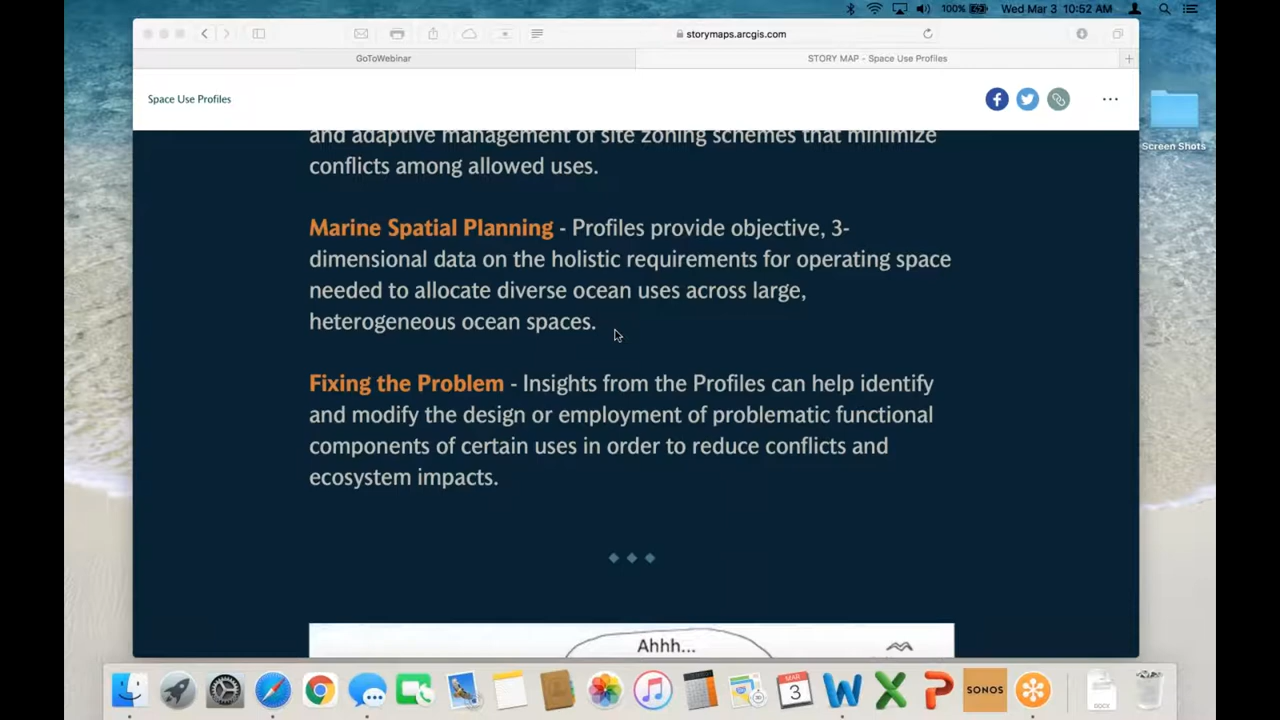 100%
Wed Mar 3 10:52 AM
storymaps.arcgis.com
GoToWebinar
STORY MAP - Space Use Profiles
Space Use Profiles
Screen Shots
and adaptive management of site zoning schemes that minimize
conflicts among allowed uses.
Marine Spatial Planning - Profiles provide objective, 3-
dimensional data on the holistic requirements for operating space
needed to allocate diverse ocean uses across large,
heterogeneous ocean spaces.
Fixing the Problem - Insights from the Profiles can help identify
and modify the design or employment of problematic functional
components of certain uses in order to reduce conflicts and
ecosystem impacts.
Ahhh...
MAR
3
SONOS
DOCX